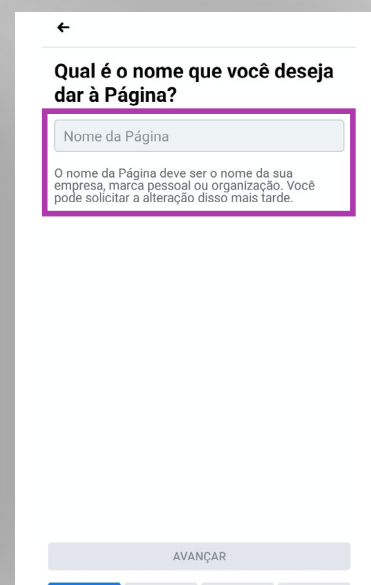 Qual é o nome que você deseja
dar à Página?
Nome da Página
O nome da Página deve ser o nome da sua
empresa, marca pessoal ou organização. Você
pode solicitar a alteração disso mais tarde.
AVANÇAR